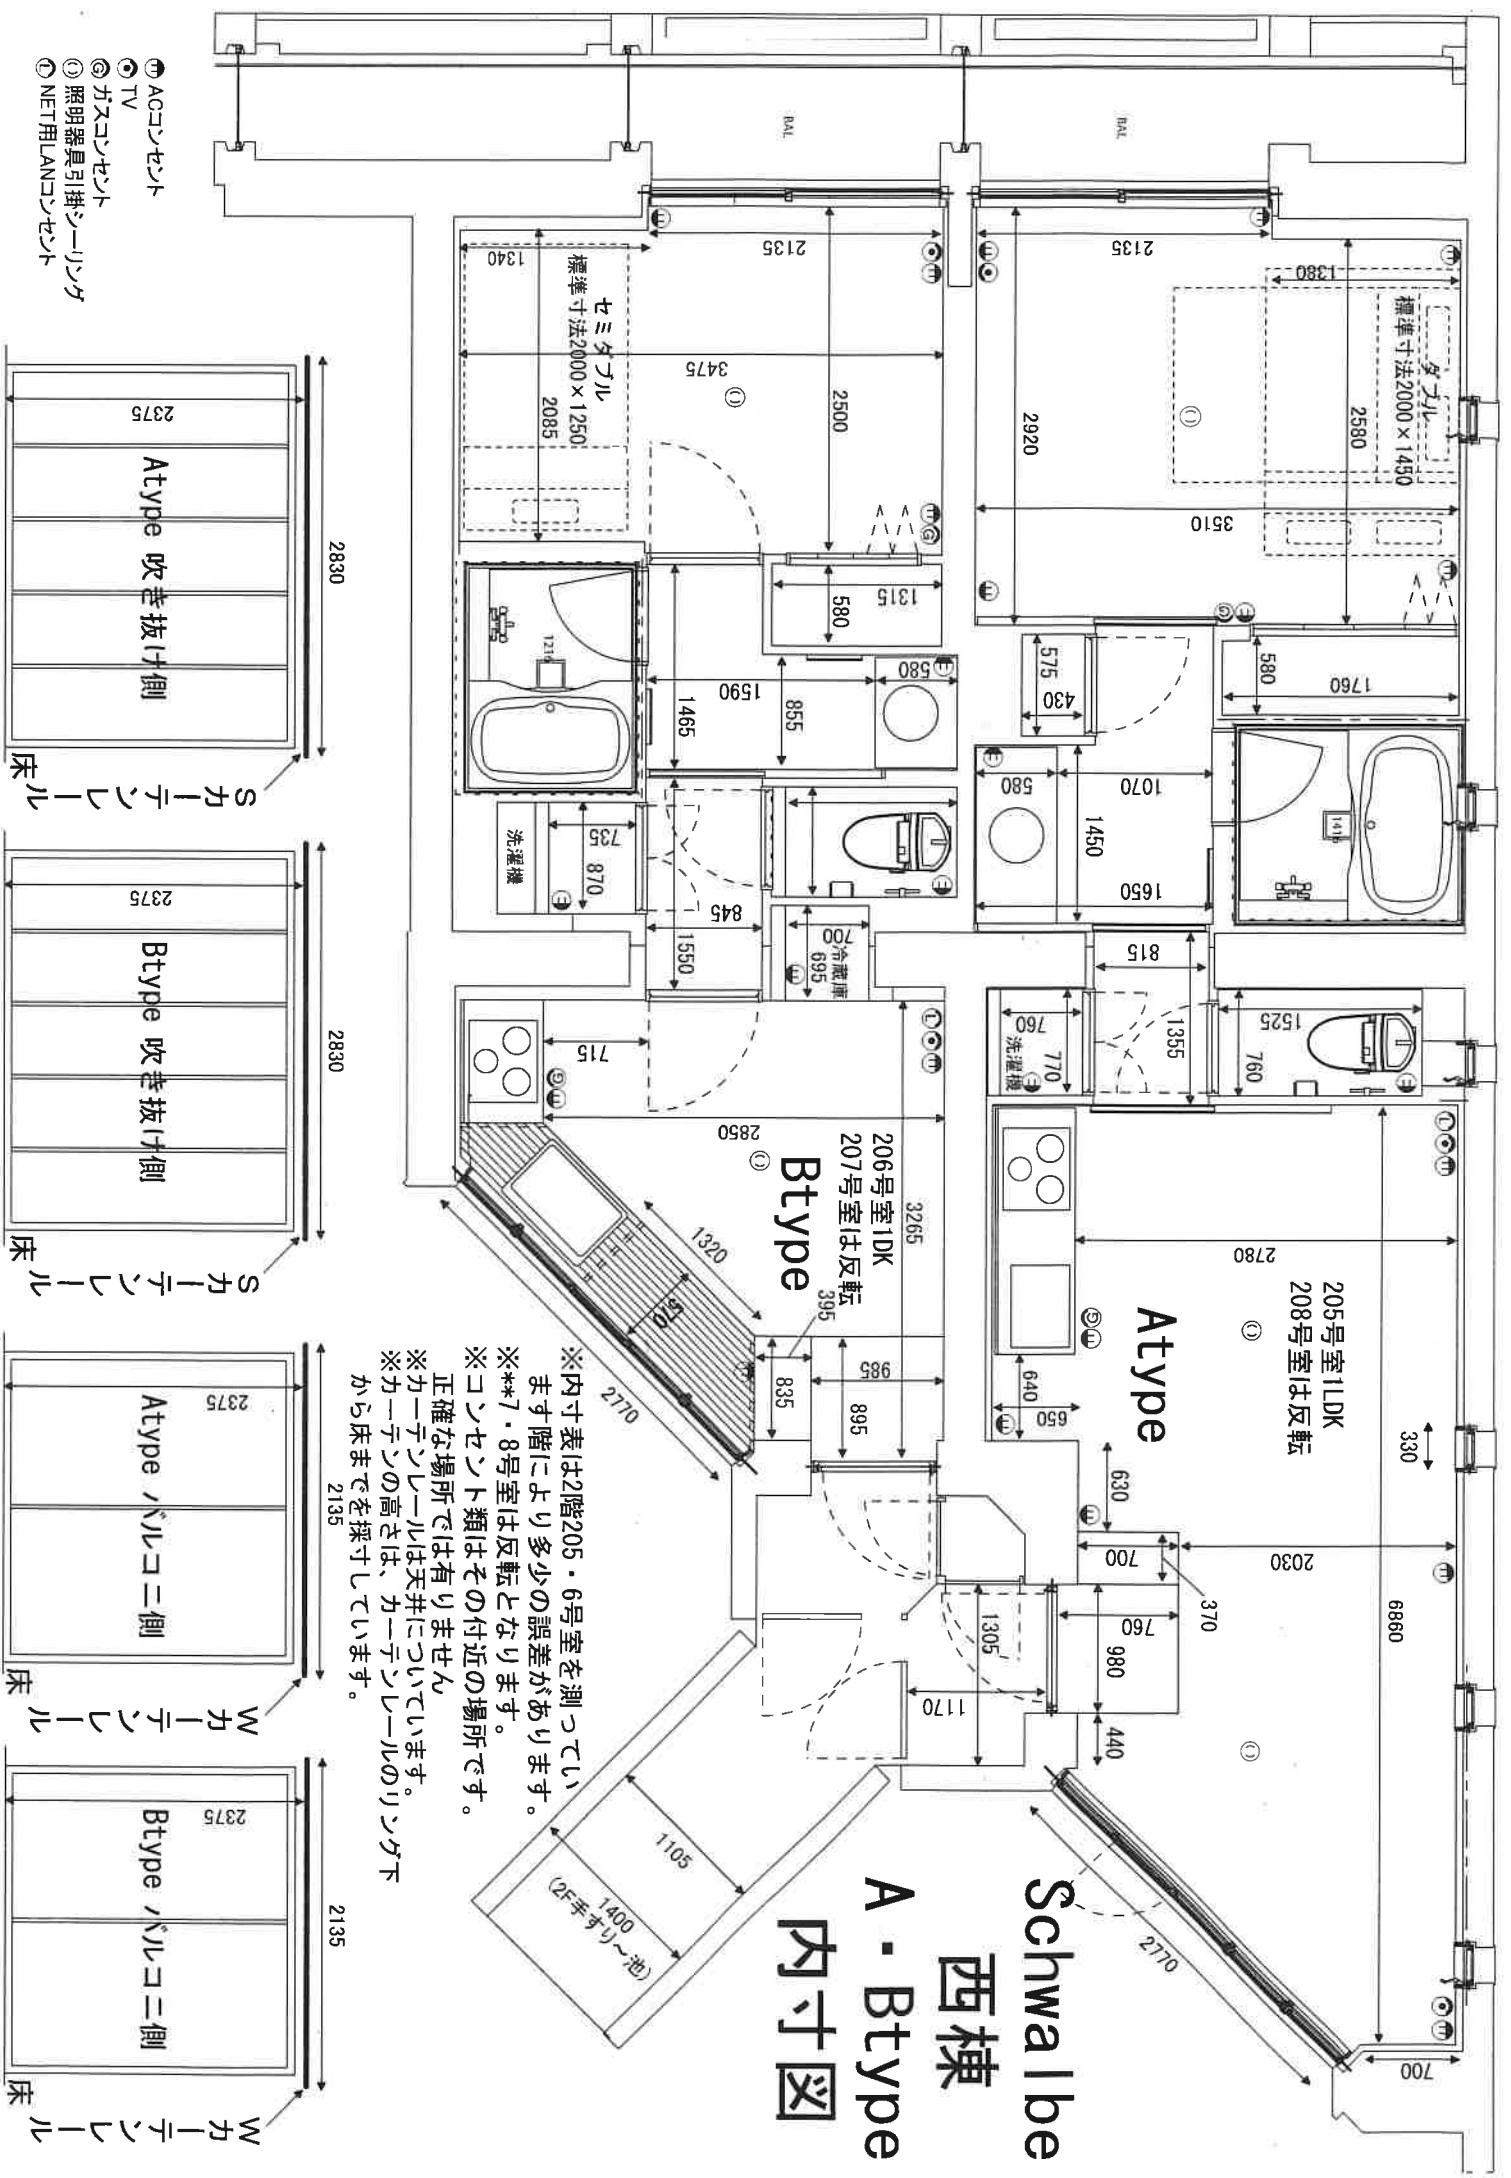 Schwalbe
西棟
A・Btype
内寸図
BAL
2135
1380
ダブル
標準寸法2000×1450
2580
2920
3510
580
1760
575
430
1416
580
1070
1450
1650
815
1355
1525
760
760
770
洗濯機
Atype
205号室1LDK
208号室は反転
2780
6860
330
640
650
630
700
370
2030
760
980
440
1305
1170
2770
700
BAL
2135
1340
セミダブル
標準寸法2000×1250
2085
3475
2500
1315
580
1216
1590
1465
855
580
735
870
洗濯機
845
1550
700
冷蔵庫
695
715
2850
Btype
206号室1DK
207号室は反転
3265
1320
570
395
835
985
895
2770
1105
1400
(2F手すり～池)
※内寸表は2階205・6号室を測ってい
ます階により多少の誤差があります。
※**7・8号室は反転となります。
※コンセント類はその付近の場所です。
正確な場所では有りません
※カーテンレールは天井についています。
※カーテンの高さは、カーテンレールのリング下
から床までを採寸しています。
ACコンセント
TV
G ガスコンセント
照明器具引掛シーリング
L NET用LANコンセント
2830
2375
Atype 吹き抜け側
床
Sカーテンレール
2830
2375
Btype 吹き抜け側
床
Sカーテンレール
2135
2375
Atype バルコニ側
床
Wカーテンレール
2135
2375
Btype バルコニ側
床
Wカーテンレール